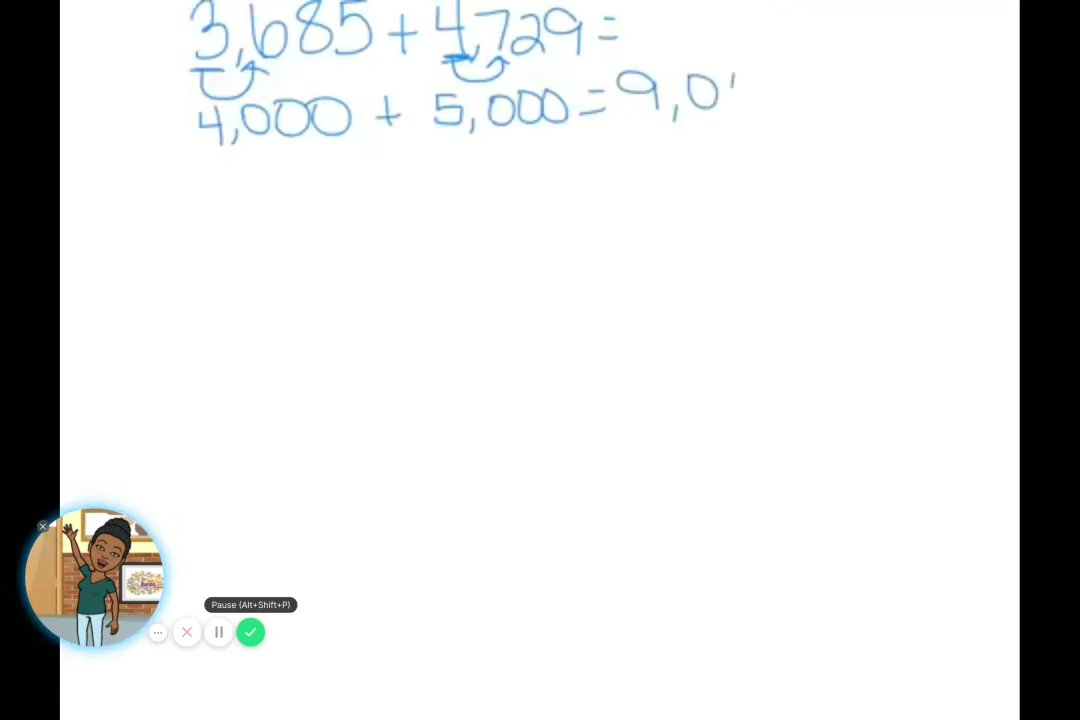 3,685 + 4,729 =
4,000 + 5,000 = 9,0
Pause (Alt+Shift+P)